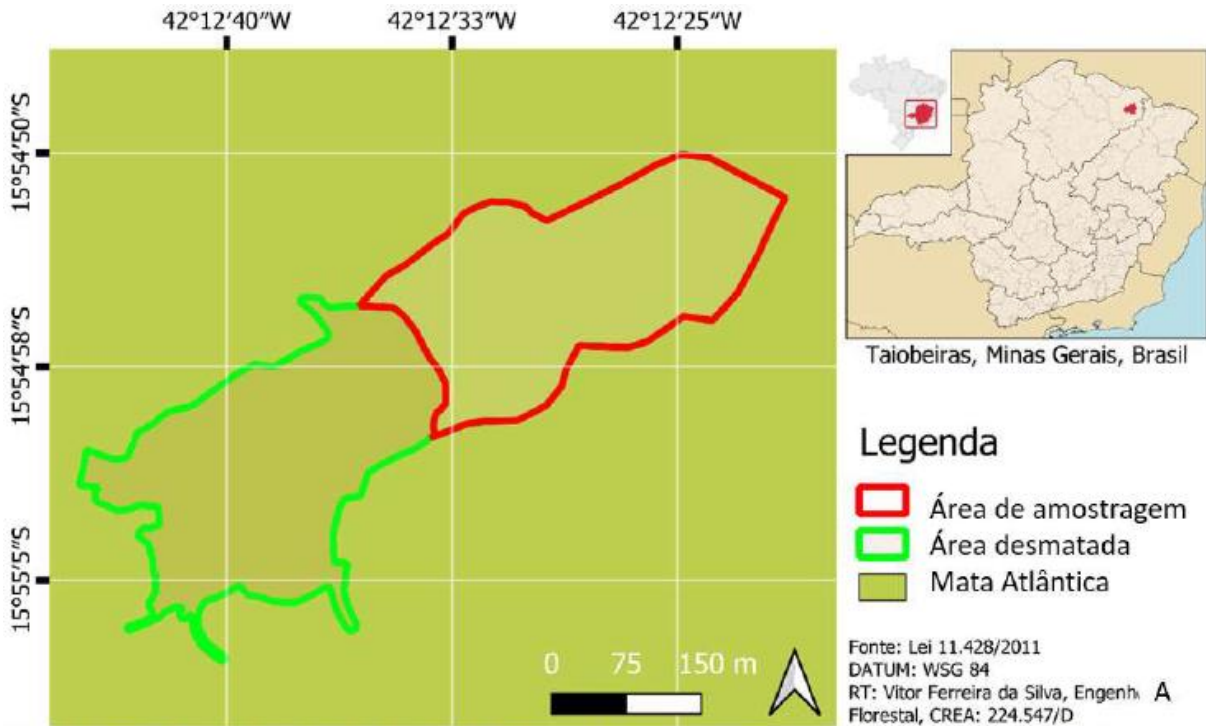 42°12′40″W 42°12′33″W 42°12′25″W
15°54′50″S
15°54′58″S
15°55′5″S
0 75 150 m
Taiobeiras, Minas Gerais, Brasil
Legenda
Área de amostragem
Área desmatada
Mata Atlântica
Fonte: Lei 11.428/2011
DATUM: WSG 84
RT: Vitor Ferreira da Silva, Engenh A
Florestal, CREA: 224.547/D